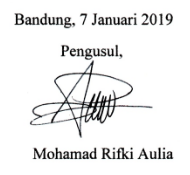 Bandung, 7 Januari 2019
Pengusul,
Mohamad Rifki Aulia